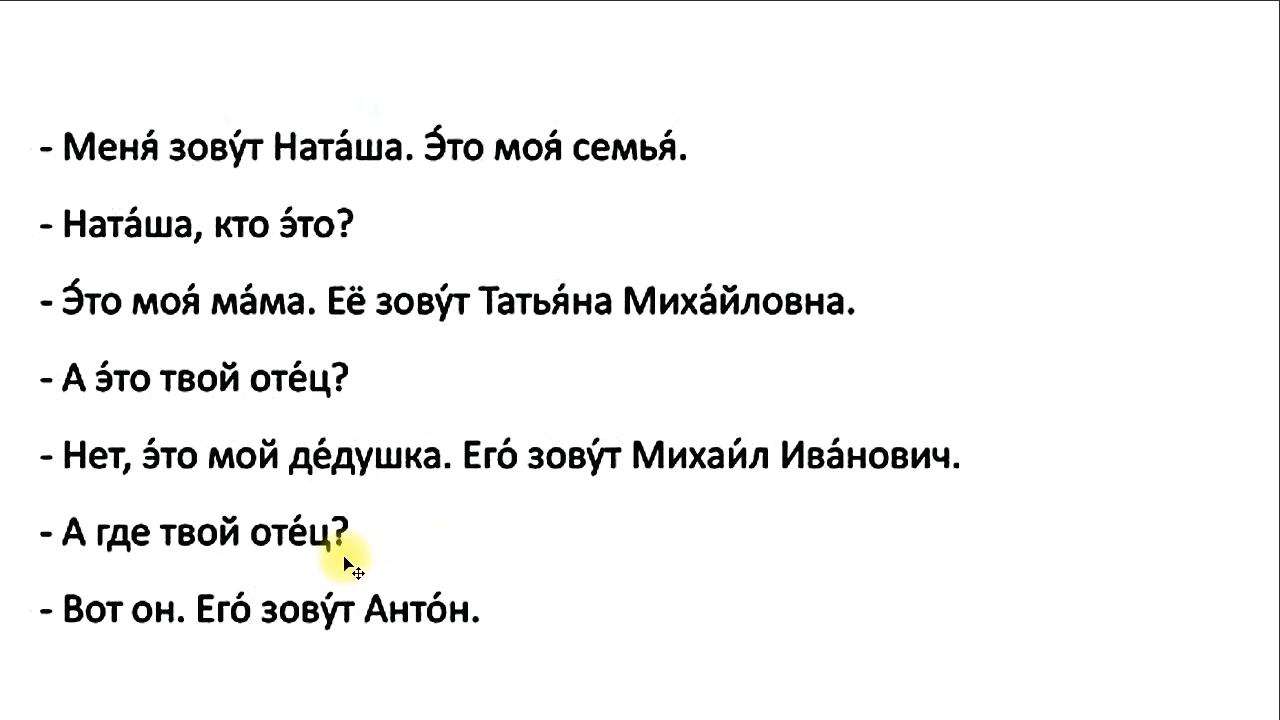 - Меня́ зову́т Ната́ша. Э́то моя́ семья́.
- Ната́ша, кто э́то?
- Э́то моя́ ма́ма. Её зову́т Татья́на Миха́йловна.
- А э́то твой оте́ц?
- Нет, э́то мой де́душка. Его́ зову́т Михаи́л Ива́нович.
- А где твой оте́ц?
- Вот он. Его́ зову́т Анто́н.